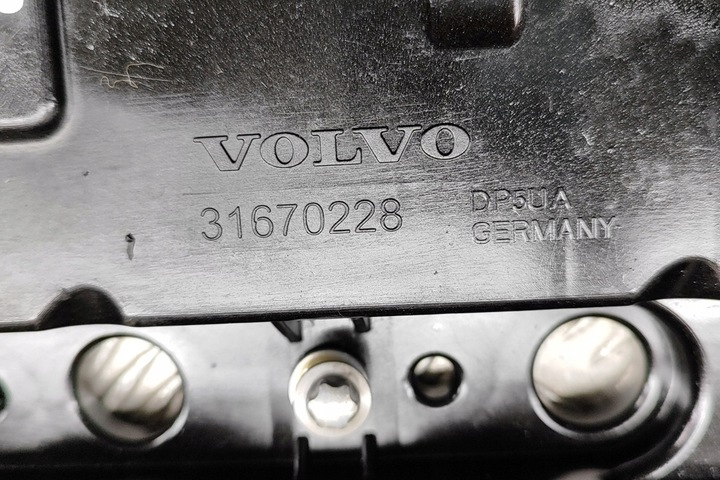 VOLVO
31670228
DP5UA
GERMANY